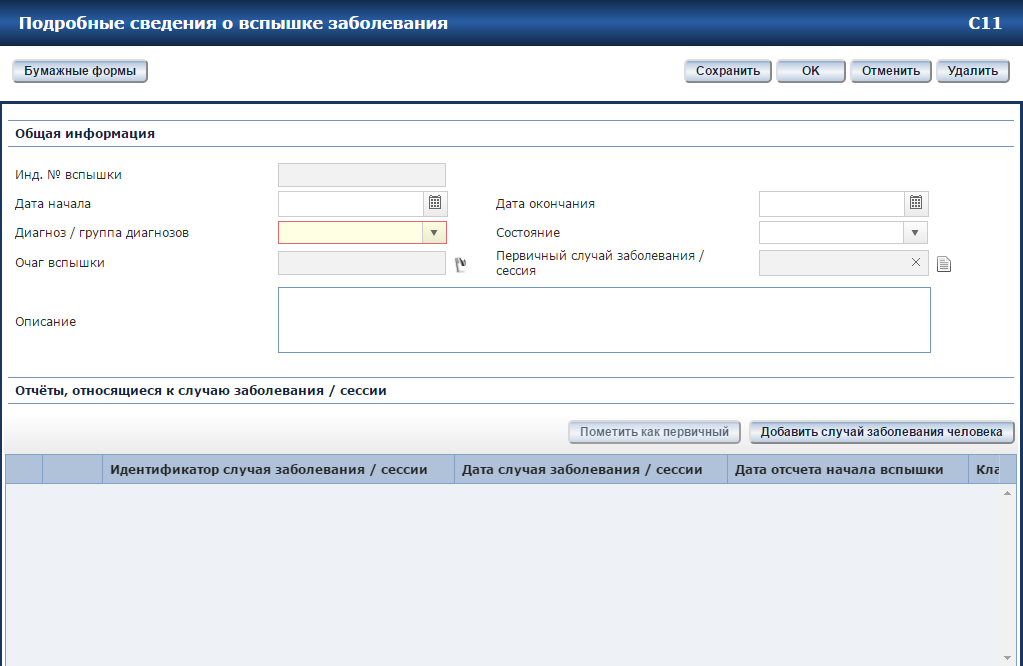 Подробные сведения о вспышке заболевания C11
Бумажные формы Сохранить OK Отменить Удалить
Общая информация
Инд. № вспышки
Дата начала Дата окончания
Диагноз / группа диагнозов Состояние
Очаг вспышки Первичный случай заболевания /
сессия
Описание
Отчёты, относящиеся к случаю заболевания / сессии
Пометить как первичный Добавить случай заболевания человека
Идентификатор случая заболевания / сессии Дата случая заболевания / сессии Дата отсчета начала вспышки Кла